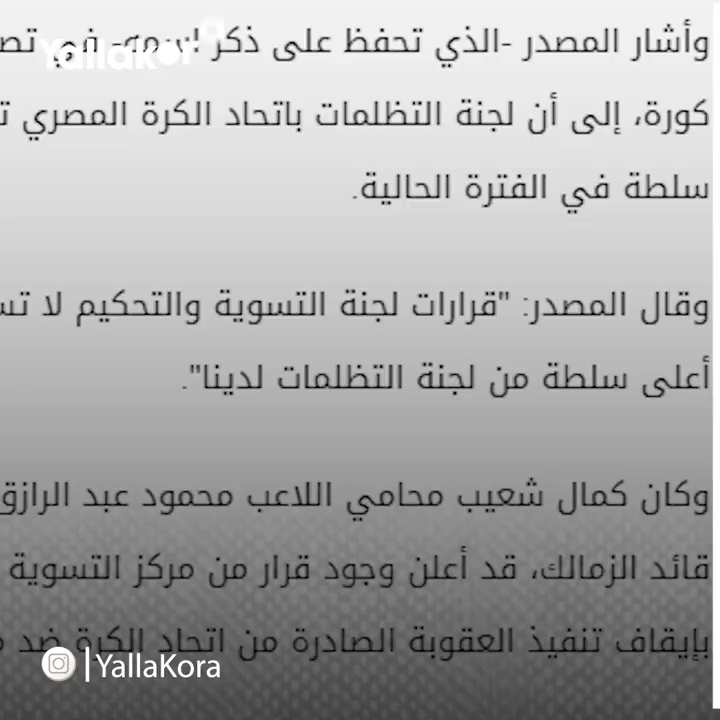 وأشار المصدر -الذي تحفظ على ذكر اسمه- في
كورة، إلى أن لجنة التظلمات باتحاد الكرة المصري
سلطة في الفترة الحالية.
وقال المصدر: "قرارات لجنة التسوية والتحكيم لا
أعلى سلطة من لجنة التظلمات لدينا".
وكان كمال شعيب محامي اللاعب محمود عبد الرازق
قائد الزمالك، قد أعلن وجود قرار من مركز التسوية
بإيقاف تنفيذ العقوبة الصادرة من اتحاد الكرة ضد
Yallakora
YallaKora